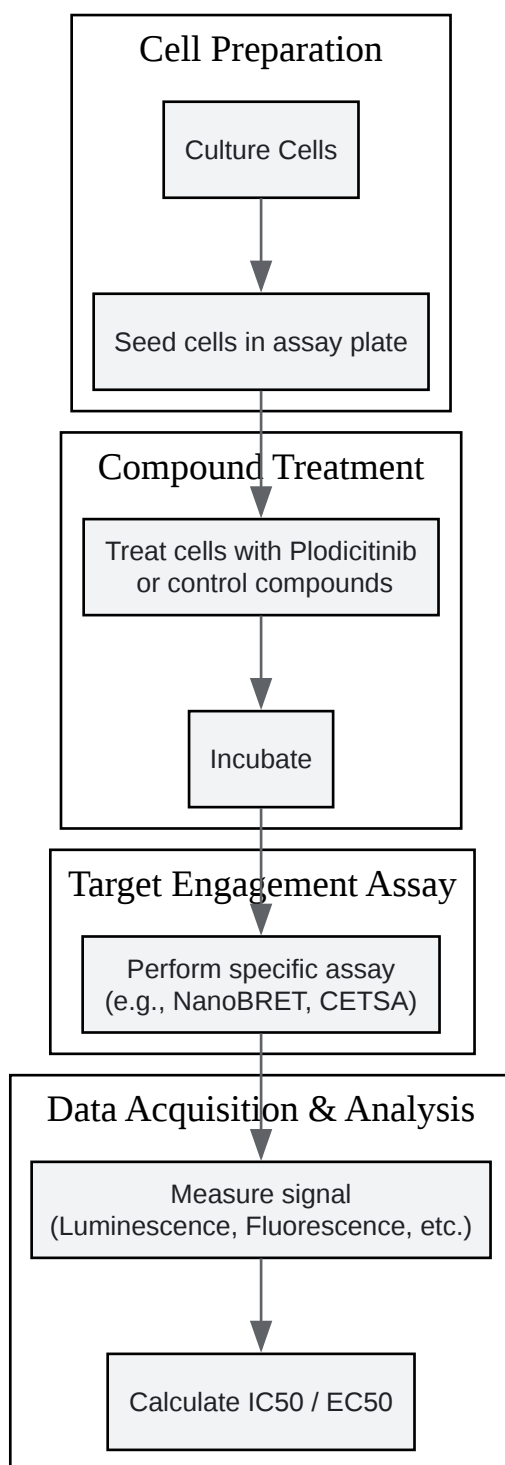 Cell Preparation
Culture Cells
Seed cells in assay plate
Compound Treatment
Treat cells with Plodicitinib
or control compounds
Incubate
Target Engagement Assay
Perform specific assay
(e.g., NanoBRET, CETSA)
Data Acquisition & Analysis
Measure signal
(Luminescence, Fluorescence, etc.)
Calculate IC50 / EC50